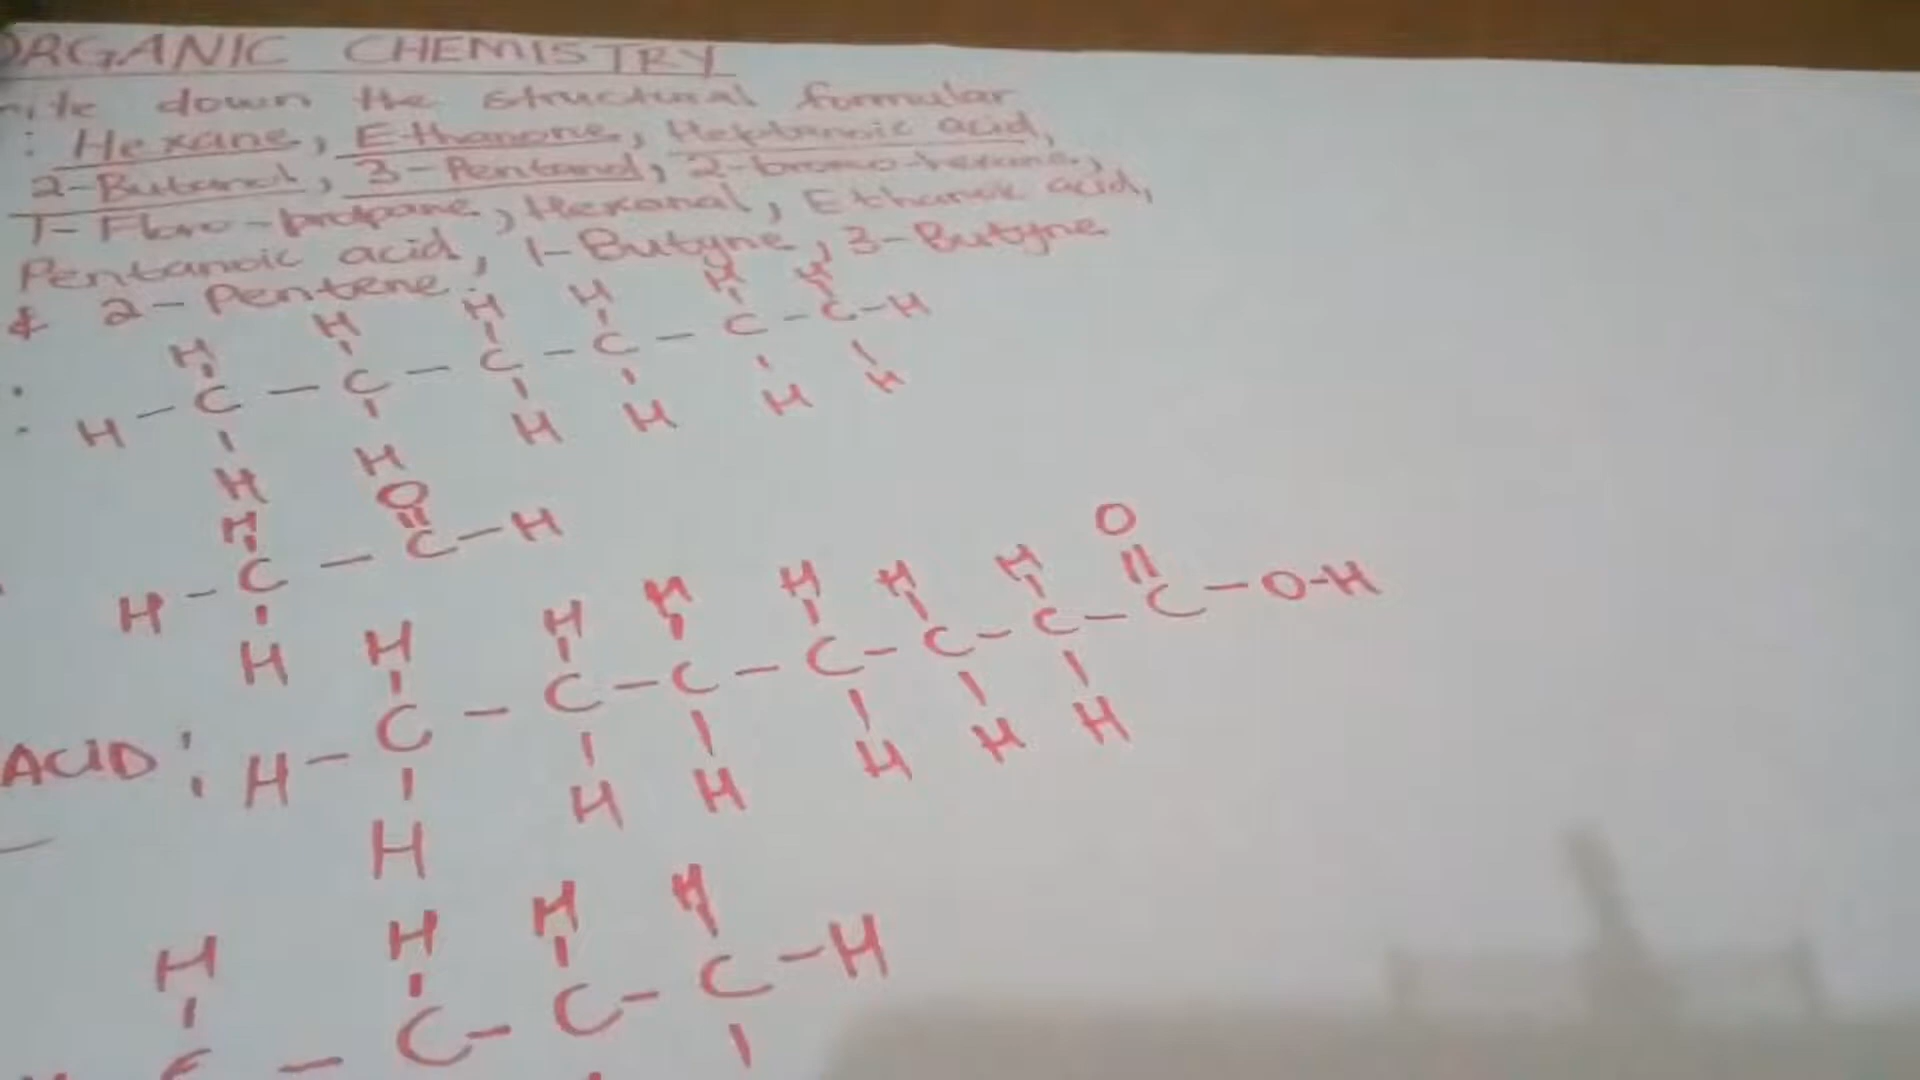 ORGANIC CHEMISTRY
rite down the structural formular
: Hexane, Ethanone, Heptanoic acid,
2-Butanol, 3-Pentanol, 2-bromo-hexane,
1-Floro-propane, Hexanal, Ethanoic acid,
Pentanoic acid, 1-Butyne, 3-Butyne
& 2-Pentene.
H H H H H H
: H-C-C-C-C-C-C-H
H H H H H H
H O
H-C-C-H
H
H H H H H H O
ACID: H-C-C-C-C-C-C-C-O-H
H H H H H H
H H H H
C-C-C-C-H